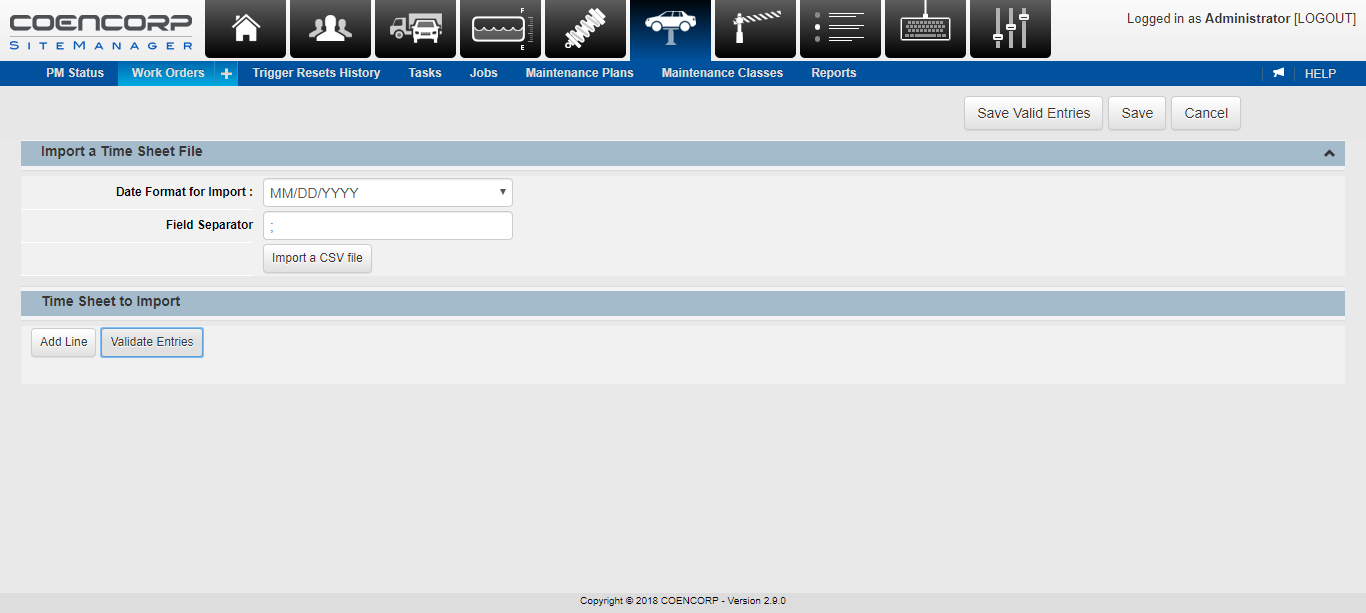 COENCORP
SITEMANAGER
F
E
Logged in as Administrator [LOGOUT]
PM Status Work Orders + Trigger Resets History Tasks Jobs Maintenance Plans Maintenance Classes Reports HELP
Save Valid Entries Save Cancel
Import a Time Sheet File
Date Format for Import : MM/DD/YYYY
Field Separator ;
Import a CSV file
Time Sheet to Import
Add Line Validate Entries
Copyright © 2018 COENCORP - Version 2.9.0